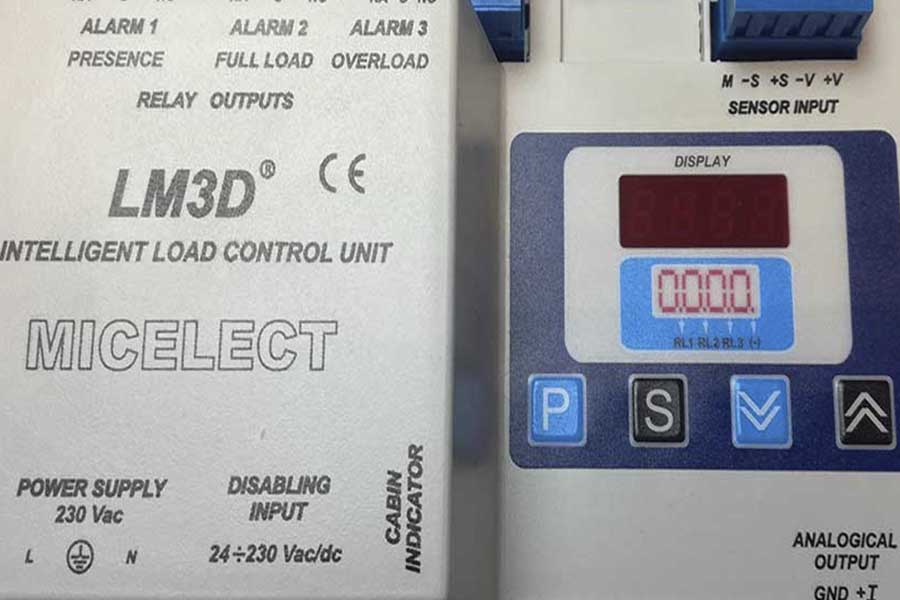 ALARM 1 ALARM 2 ALARM 3
PRESENCE FULL LOAD OVERLOAD
RELAY OUTPUTS
LM3D® CE
INTELLIGENT LOAD CONTROL UNIT
MICELECT
POWER SUPPLY
230 Vac
L N
DISABLING
INPUT
24÷230 Vac/dc
CABIN
INDICATOR
M -S +S -V +V
SENSOR INPUT
DISPLAY
0.0.0.0.
RL1 RL2 RL3 (-)
P S
ANALOGICAL
OUTPUT
GND +I